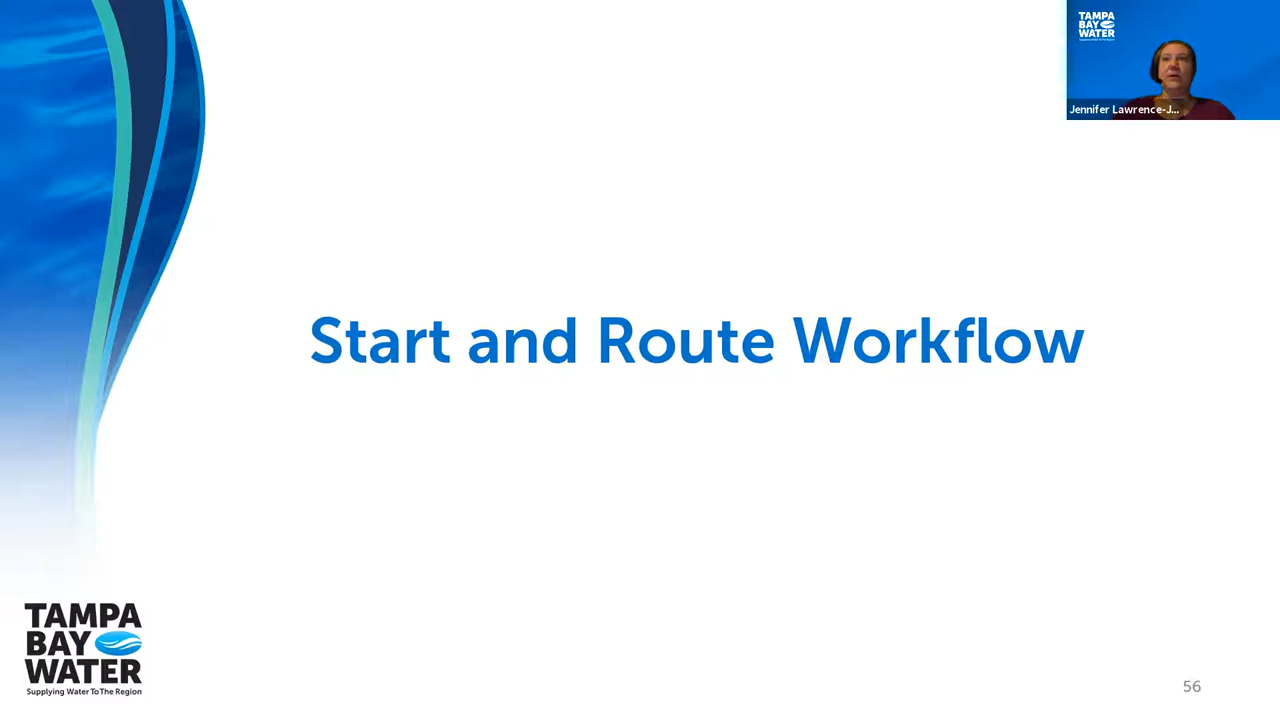 TAMPA
BAY
WATER
Jennifer Lawrence-J...
Start and Route Workflow
TAMPA
BAY
WATER
Supplying Water To The Region
56